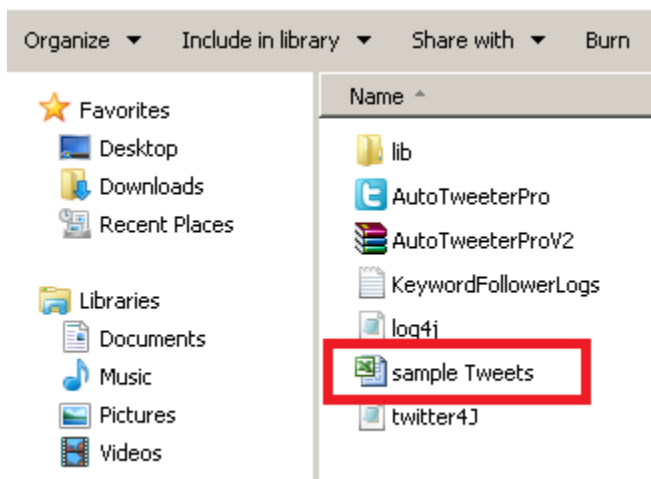 Organize Include in library Share with Burn
Favorites
Desktop
Downloads
Recent Places
Libraries
Documents
Music
Pictures
Videos
Name
lib
AutoTweeterPro
AutoTweeterProV2
KeywordFollowerLogs
log4j
sample Tweets
twitter4J